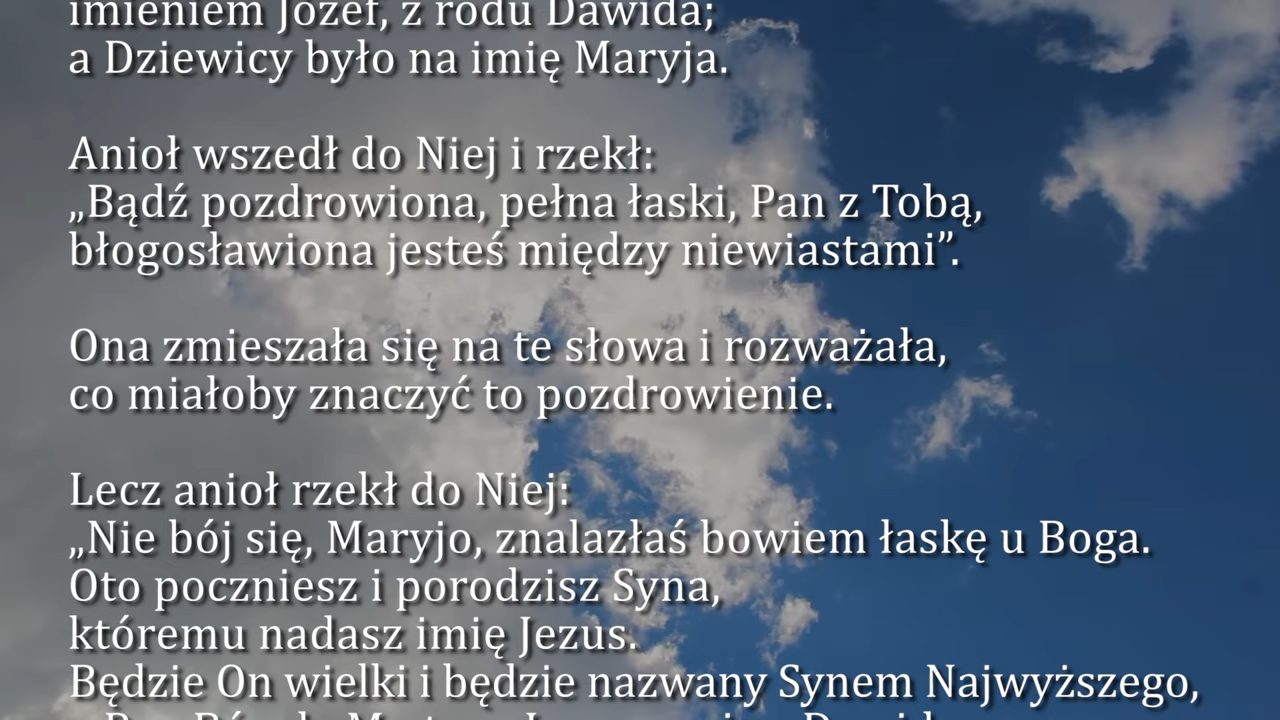 imieniem Józef, z rodu Dawida;
a Dziewicy było na imię Maryja.
Anioł wszedł do Niej i rzekł:
„Bądź pozdrowiona, pełna łaski, Pan z Tobą,
błogosławiona jesteś między niewiastami”.
Ona zmieszała się na te słowa i rozważała,
co miałoby znaczyć to pozdrowienie.
Lecz anioł rzekł do Niej:
„Nie bój się, Maryjo, znalazłaś bowiem łaskę u Boga.
Oto poczniesz i porodzisz Syna,
któremu nadasz imię Jezus.
Będzie On wielki i będzie nazwany Synem Najwyższego,